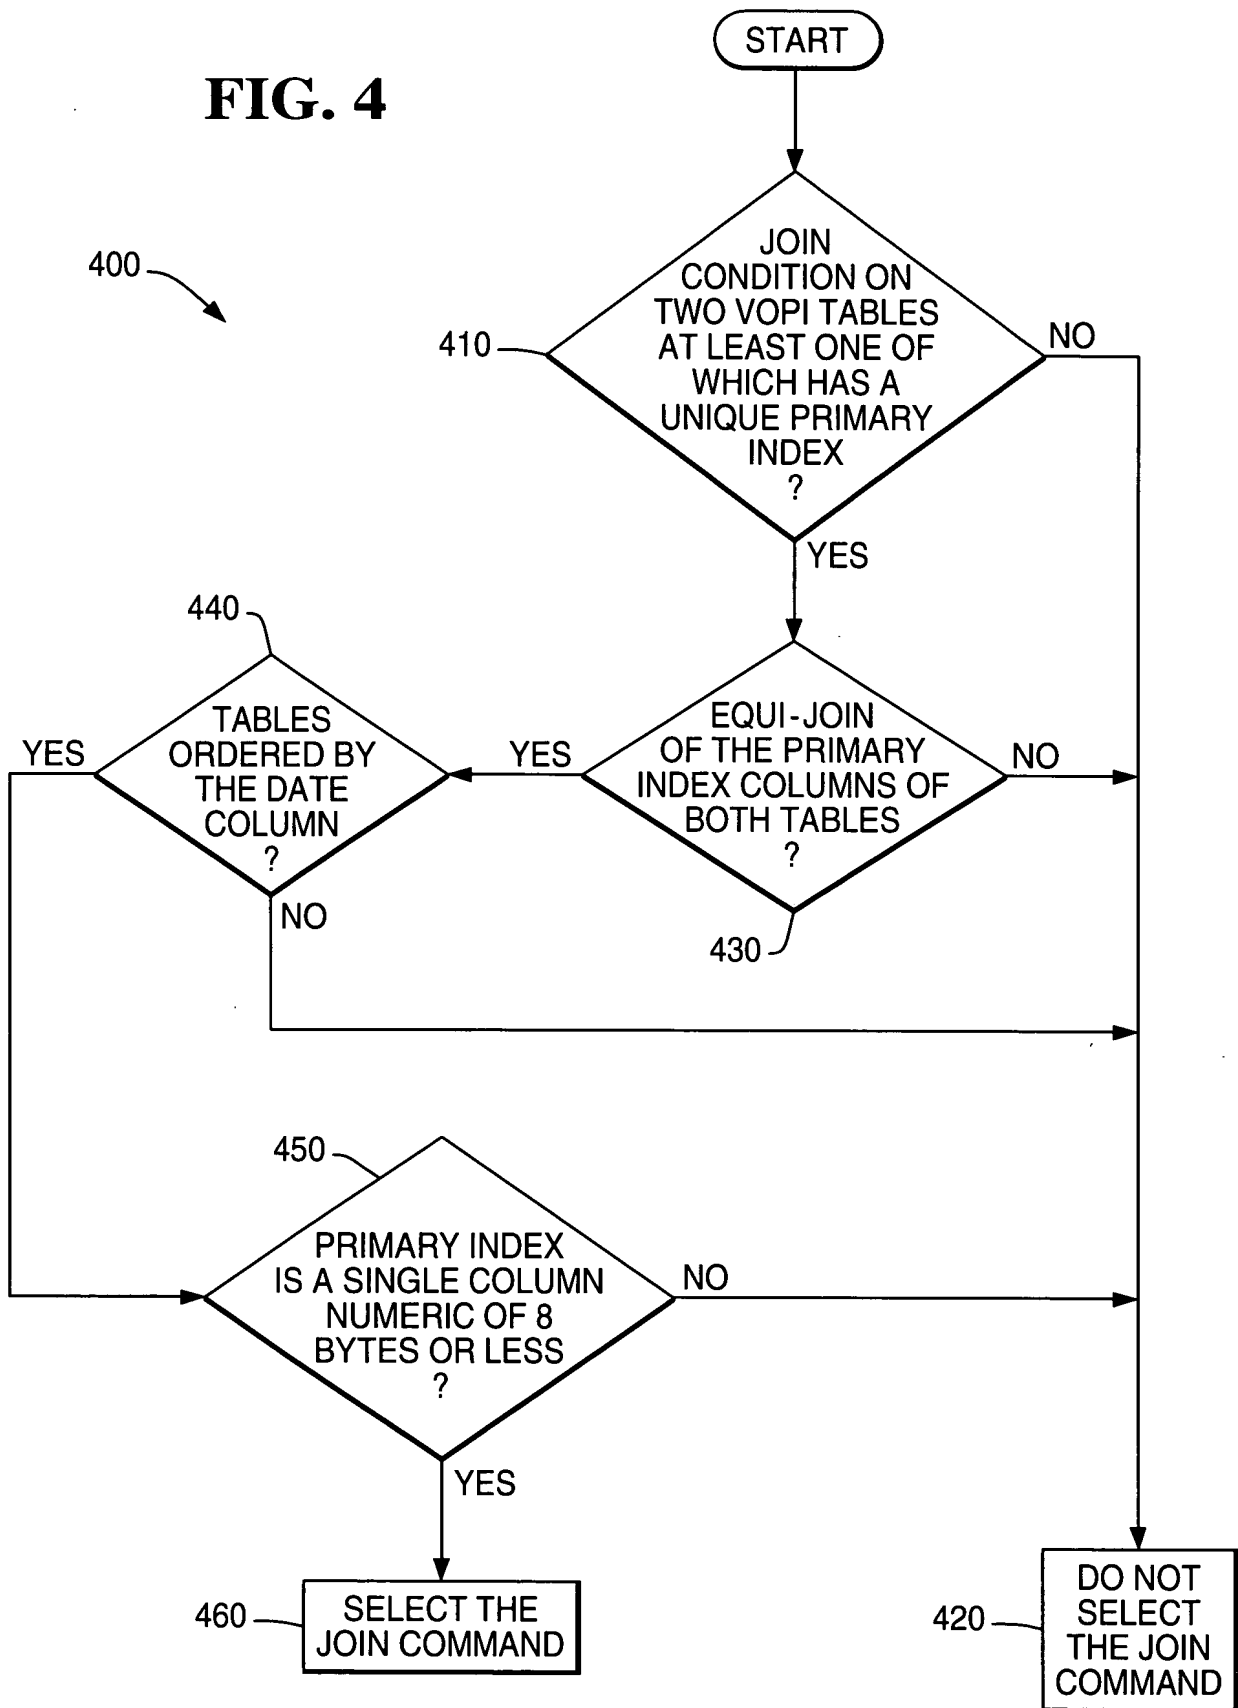 START
FIG. 4
400
JOIN
CONDITION ON
TWO VOPI TABLES
AT LEAST ONE OF
WHICH HAS A
UNIQUE PRIMARY
INDEX
?
410
NO
YES
440
TABLES
ORDERED BY
THE DATE
COLUMN
?
YES
NO
YES
EQUI-JOIN
OF THE PRIMARY
INDEX COLUMNS OF
BOTH TABLES
?
NO
430
450
PRIMARY INDEX
IS A SINGLE COLUMN
NUMERIC OF 8
BYTES OR LESS
?
NO
YES
460
SELECT THE
JOIN COMMAND
420
DO NOT
SELECT
THE JOIN
COMMAND